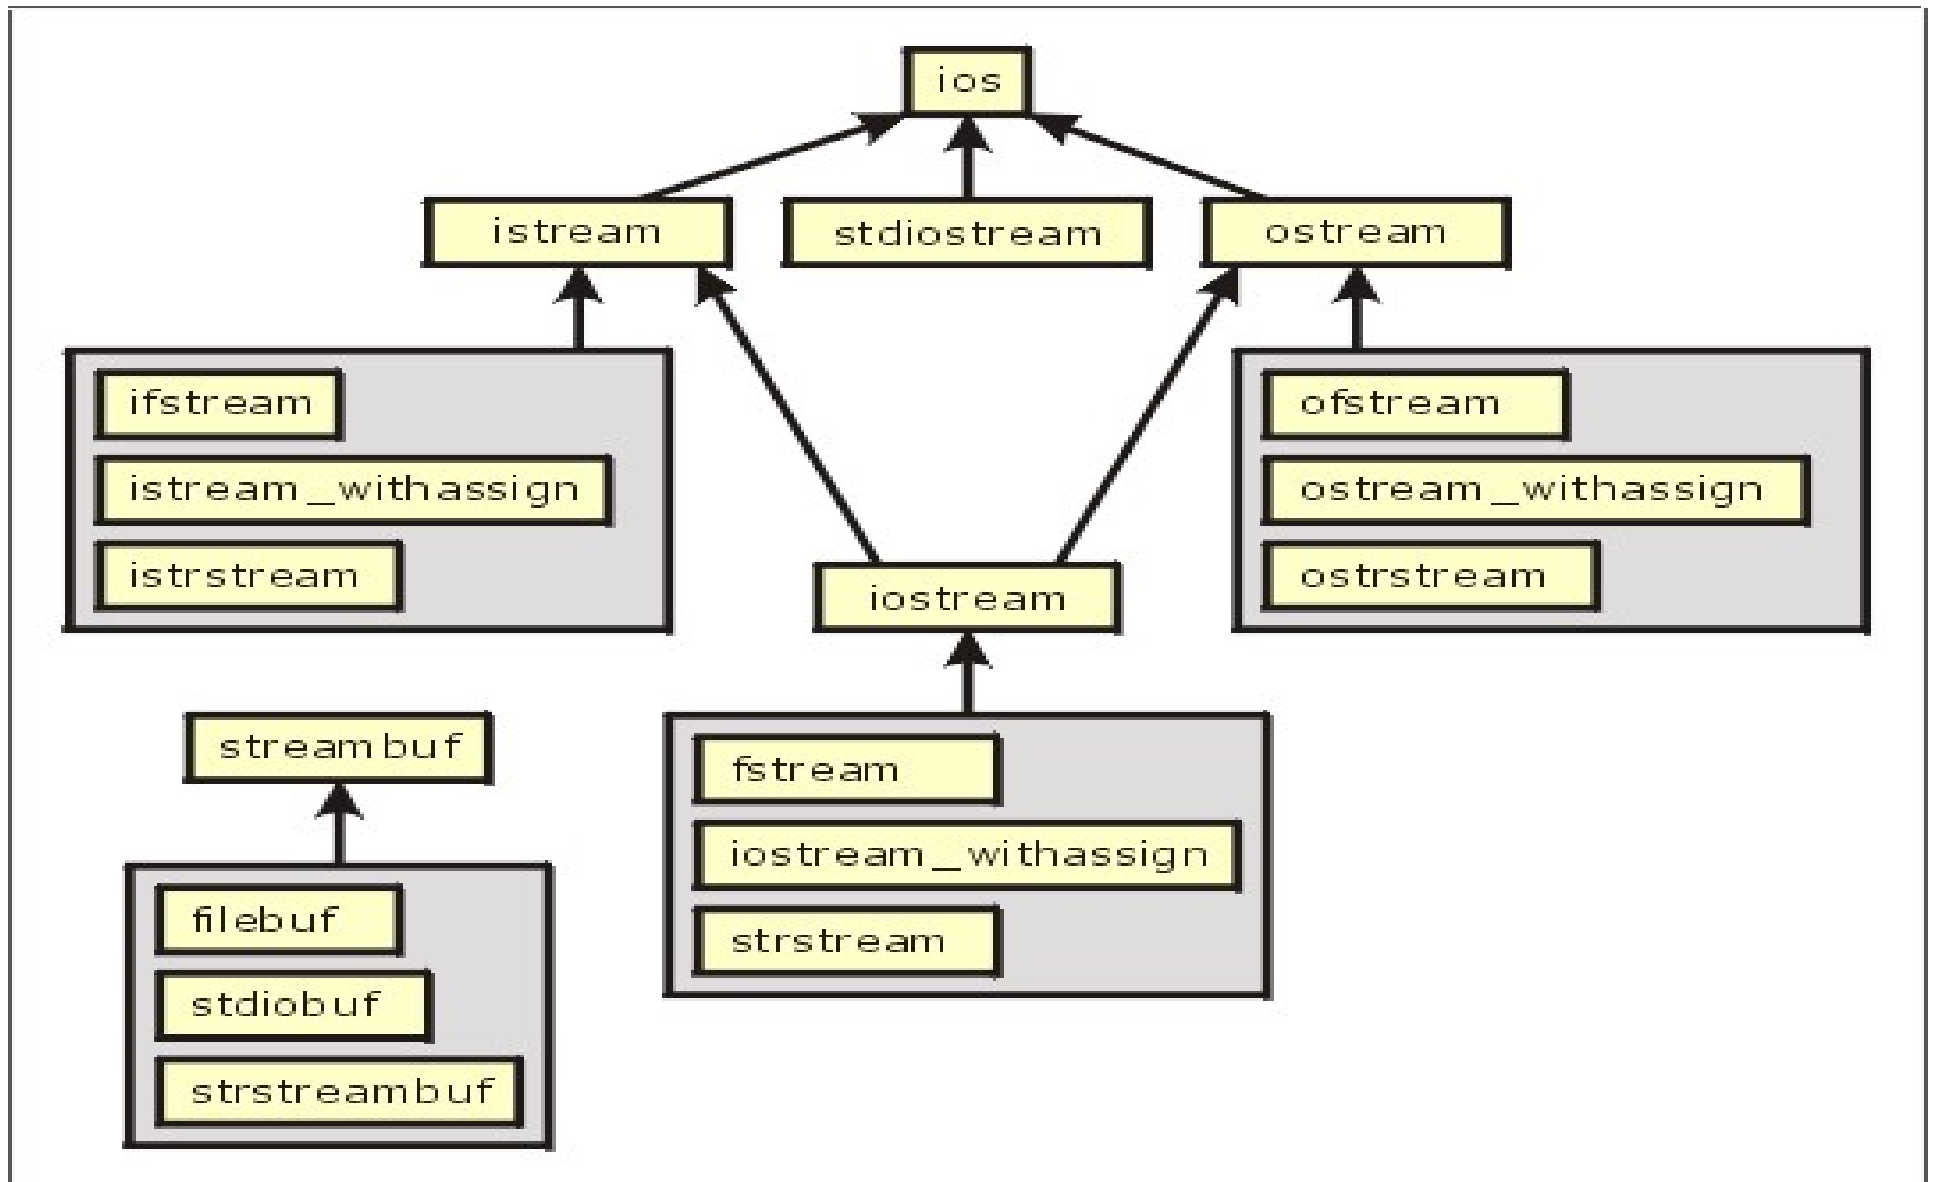 ios
istream
stdiostream
ostream
ifstream
istream_withassign
istrstream
ofstream
ostream_withassign
ostrstream
iostream
streambuf
fstream
iostream_withassign
strstream
filebuf
stdiobuf
strstreambuf